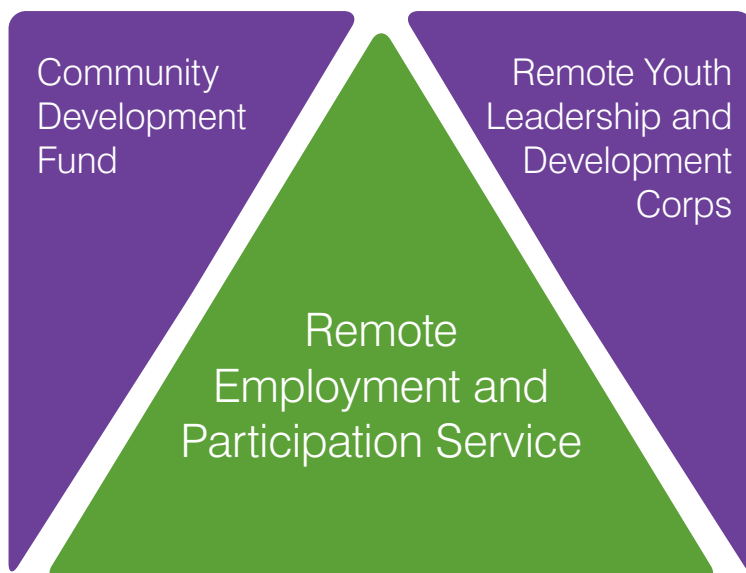 Community
Development
Fund
Remote Youth
Leadership and
Development
Corps
Remote
Employment and
Participation Service